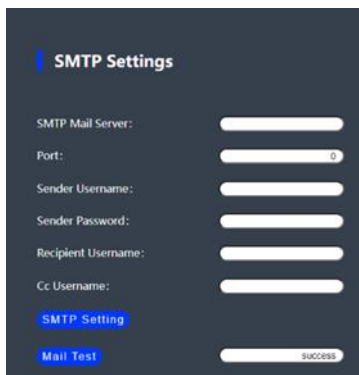 SMTP Settings
SMTP Mail Server:
Port: 0
Sender Username:
Sender Password:
Recipient Username:
Cc Username:
SMTP Setting
Mail Test success